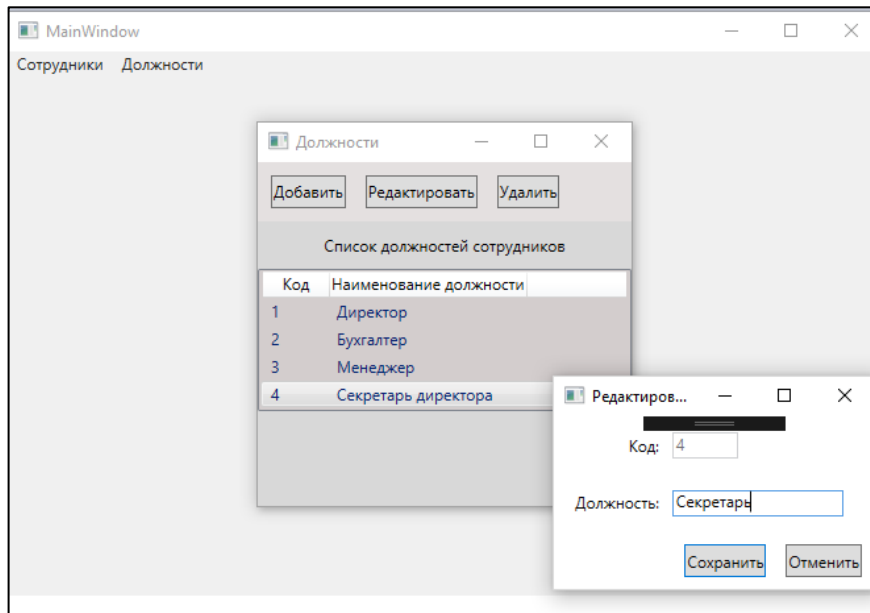 MainWindow
Сотрудники Должности
Должности
Добавить Редактировать Удалить
Список должностей сотрудников
Код Наименование должности
1 Директор
2 Бухгалтер
3 Менеджер
4 Секретарь директора
Редактиров...
Код: 4
Должность: Секретарь
Сохранить Отменить